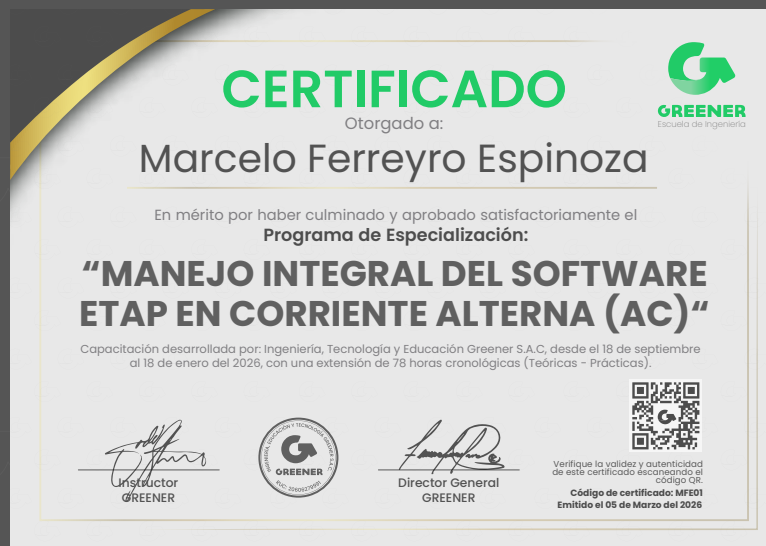 CERTIFICADO
Otorgado a:
Marcelo Ferreyro Espinoza
GREENER
Escuela de Ingeniería
En mérito por haber culminado y aprobado satisfactoriamente el
Programa de Especialización:
“MANEJO INTEGRAL DEL SOFTWARE
ETAP EN CORRIENTE ALTERNA (AC)“
Capacitación desarrollada por: Ingeniería, Tecnología y Educación Greener S.A.C, desde el 18 de septiembre
al 18 de enero del 2026, con una extensión de 78 horas cronológicas (Teóricas - Prácticas).
Instructor
GREENER
INGENIERÍA, EDUCACIÓN Y TECNOLOGÍA GREENER S.A.C.
GREENER
Director General
GREENER
Verifique la validez y autenticidad
de este certificado escaneando el
código QR.
Código de certificado: MFE01
Emitido el 05 de Marzo del 2026